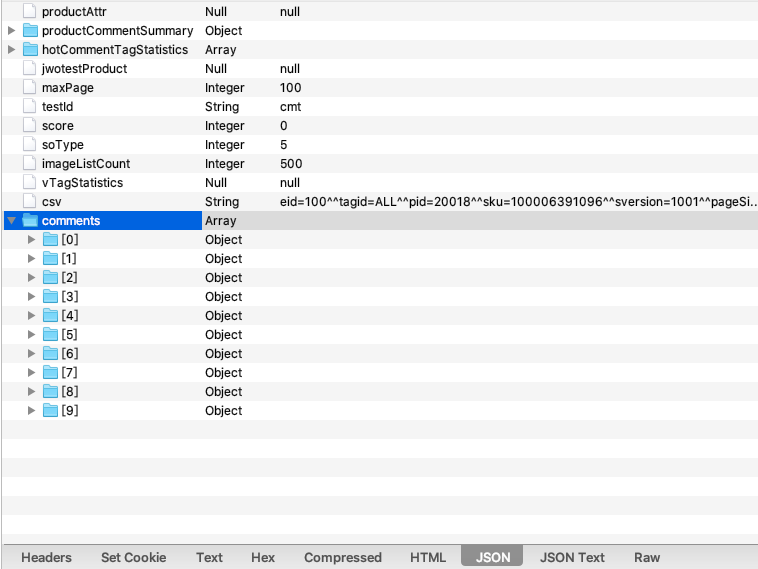 productAttr Null null
productCommentSummary Object
hotCommentTagStatistics Array
jwotestProduct Null null
maxPage Integer 100
testId String cmt
score Integer 0
soType Integer 5
imageListCount Integer 500
vTagStatistics Null null
csv String eid=100^^tagid=ALL^^pid=20018^^sku=100006391096^^sversion=1001^^pageSi...
comments Array
[0] Object
[1] Object
[2] Object
[3] Object
[4] Object
[5] Object
[6] Object
[7] Object
[8] Object
[9] Object
Headers Set Cookie Text Hex Compressed HTML JSON JSON Text Raw